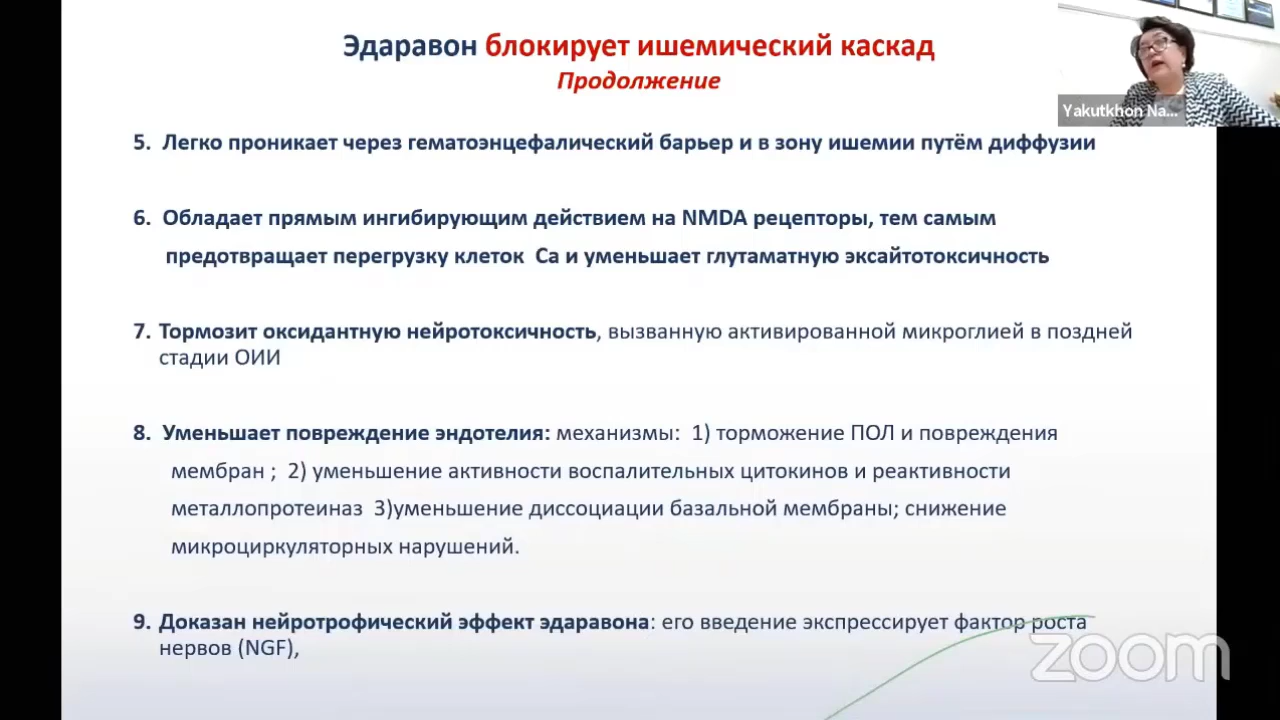 Эдаравон блокирует ишемический каскад
Продолжение
Yakutkhon Na...
5. Легко проникает через гематоэнцефалический барьер и в зону ишемии путём диффузии
6. Обладает прямым ингибирующим действием на NMDA рецепторы, тем самым
предотвращает перегрузку клеток Са и уменьшает глутаматную эксайтотоксичность
7. Тормозит оксидантную нейротоксичность, вызванную активированной микроглией в поздней
стадии ОИИ
8. Уменьшает повреждение эндотелия: механизмы: 1) торможение ПОЛ и повреждения
мембран ; 2) уменьшение активности воспалительных цитокинов и реактивности
металлопротеиназ 3)уменьшение диссоциации базальной мембраны; снижение
микроциркуляторных нарушений.
9. Доказан нейротрофический эффект эдаравона: его введение экспрессирует фактор роста
нервов (NGF),
zoom